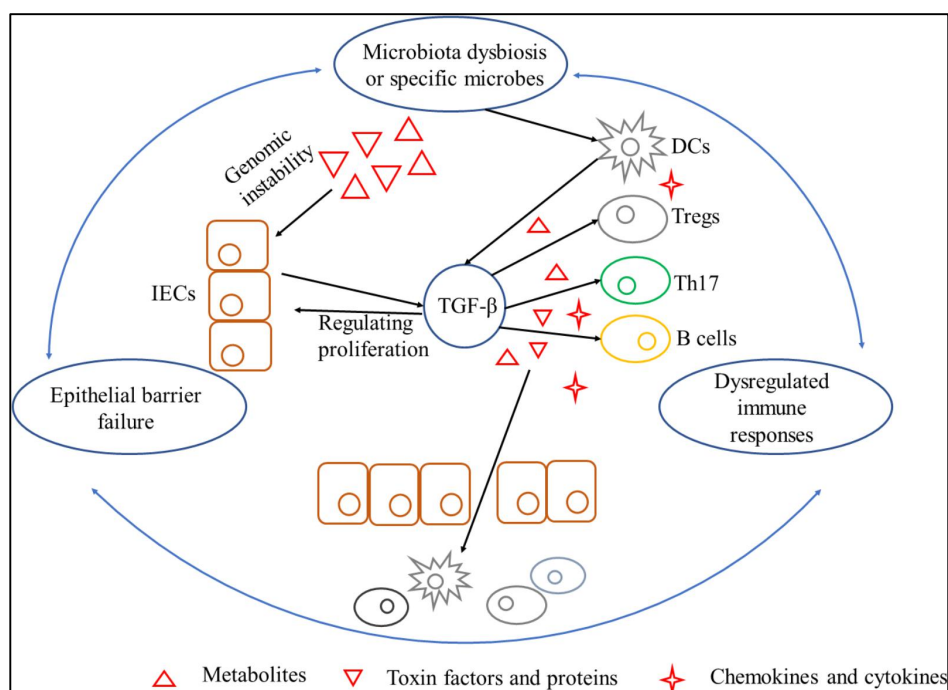 Microbiota dysbiosis
or specific microbes
Genomic
instability
DCs
Tregs
IECs
TGF-β
Th17
Regulating
proliferation
B cells
Epithelial barrier
failure
Dysregulated
immune
responses
Metabolites
Toxin factors and proteins
Chemokines and cytokines